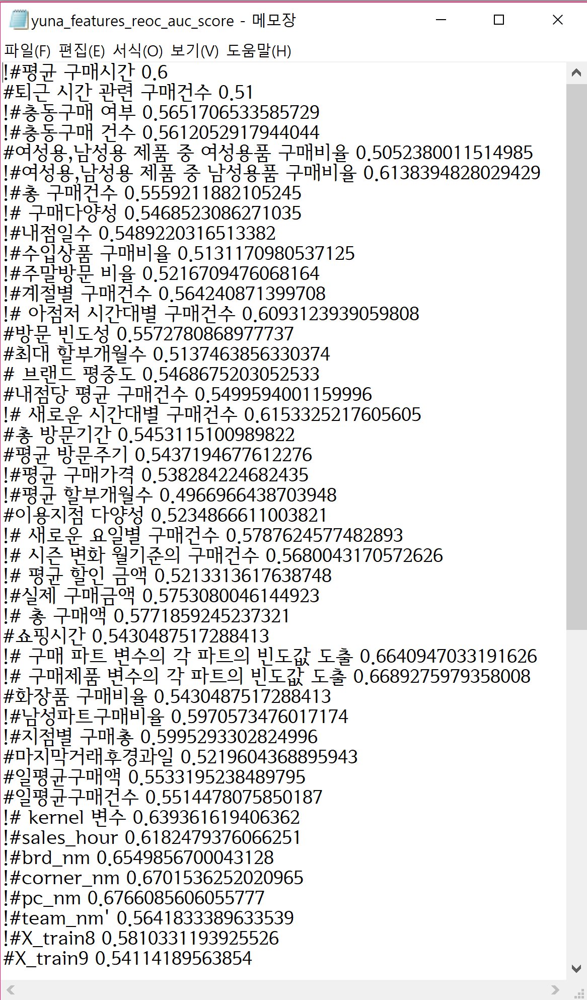 yuna_features_reoc_auc_score - 메모장
파일(F) 편집(E) 서식(O) 보기(V) 도움말(H)
!#평균 구매시간 0.6
#퇴근 시간 관련 구매건수 0.51
!#충동구매 여부 0.5651706533585729
!#충동구매 건수 0.5612052917944044
#여성용,남성용 제품 중 여성용품 구매비율 0.5052380011514985
!#여성용,남성용 제품 중 남성용품 구매비율 0.6138394828029429
!#총 구매건수 0.5559211882105245
!# 구매다양성 0.5468523086271035
!#내점일수 0.5489220316513382
!#수입상품 구매비율 0.5131170980537125
!#주말방문 비율 0.5216709476068164
!#계절별 구매건수 0.564240871399708
!# 아점저 시간대별 구매건수 0.6093123939059808
#방문 빈도성 0.5572780868977737
#최대 할부개월수 0.5137463856330374
# 브랜드 평중도 0.5468675203052533
#내점당 평균 구매건수 0.5499594001159996
!# 새로운 시간대별 구매건수 0.6153325217605605
#총 방문기간 0.5453115100989822
#평균 방문주기 0.5437194677612276
!#평균 구매가격 0.538284224682435
!#평균 할부개월수 0.4966966438703948
#이용지점 다양성 0.5234866611003821
!# 새로운 요일별 구매건수 0.5787624577482893
!# 시즌 변화 월기준의 구매건수 0.5680043170572626
!# 평균 할인 금액 0.5213313617638748
!#실제 구매금액 0.5753080046144923
!# 총 구매액 0.5771859245237321
#쇼핑시간 0.5430487517288413
!# 구매 파트 변수의 각 파트의 빈도값 도출 0.6640947033191626
!# 구매제품 변수의 각 파트의 빈도값 도출 0.6689275979358008
#화장품 구매비율 0.5430487517288413
!#남성파트구매비율 0.5970573476017174
!#지점별 구매총 0.5995293302824996
#마지막거래후경과일 0.5219604368895943
#일평균구매액 0.5533195238489795
#일평균구매건수 0.5514478075850187
!# kernel 변수 0.639361619406362
!#sales_hour 0.6182479376066251
!#brd_nm 0.6549856700043128
!#corner_nm 0.6701536252020965
!#pc_nm 0.6766085606055777
!#team_nm' 0.5641833389633539
!#X_train8 0.5810331193925526
#X_train9 0.54114189563854